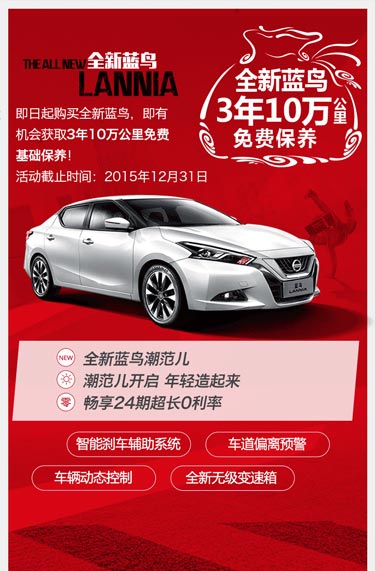 THE ALL NEW 全新蓝鸟
LANNIA
即日起购买全新蓝鸟，即有
机会获取3年10万公里免费
基础保养！
活动截止时间：2015年12月31日
全新蓝鸟
3年10万公里
免费保养
蓝鸟
LANNIA
NEW 全新蓝鸟潮范儿
潮范儿开启 年轻造起来
零 畅享24期超长0利率
智能刹车辅助系统
车道偏离预警
车辆动态控制
全新无级变速箱